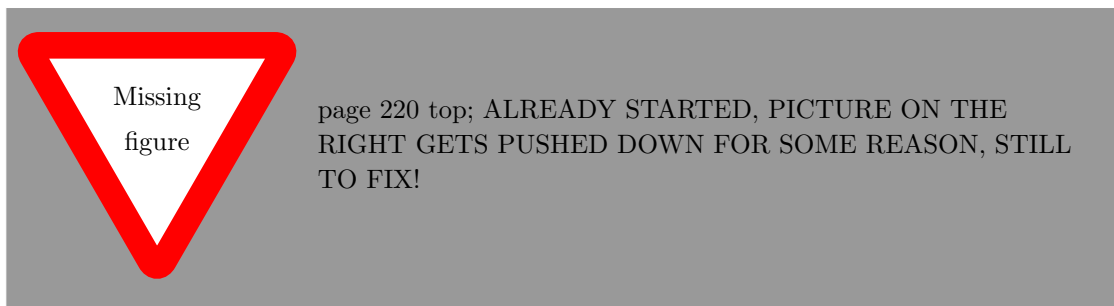 Missing
figure
page 220 top; ALREADY STARTED, PICTURE ON THE
RIGHT GETS PUSHED DOWN FOR SOME REASON, STILL
TO FIX!